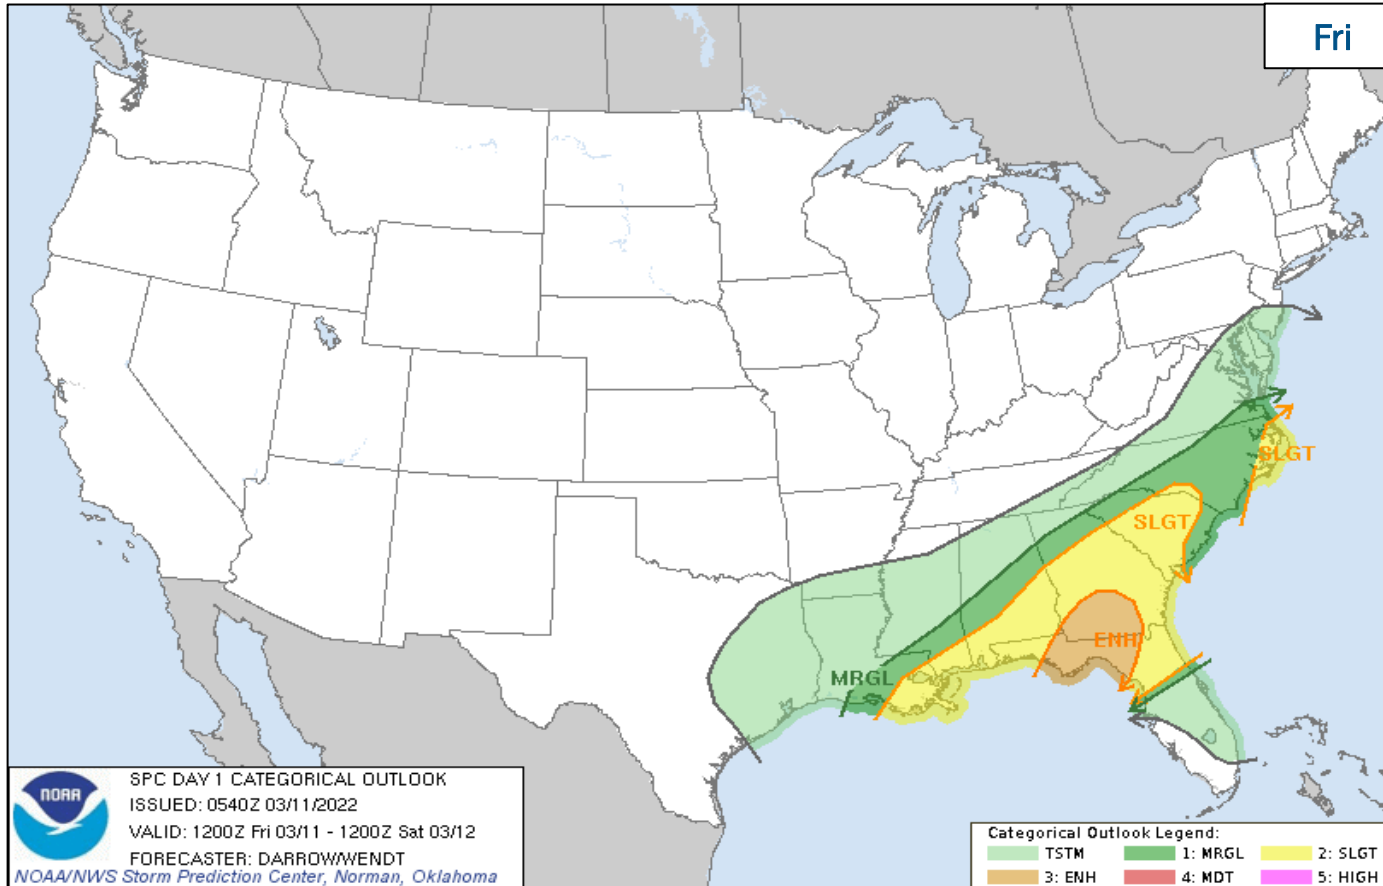 Fri
SLGT
SLGT
ENH
MRGL
NOAA
SPC DAY 1 CATEGORICAL OUTLOOK
ISSUED: 0540Z 03/11/2022
VALID: 1200Z Fri 03/11 - 1200Z Sat 03/12
FORECASTER: DARROW/WENDT
NOAA/NWS Storm Prediction Center, Norman, Oklahoma
Categorical Outlook Legend:
TSTM 1: MRGL 2: SLGT
3: ENH 4: MDT 5: HIGH